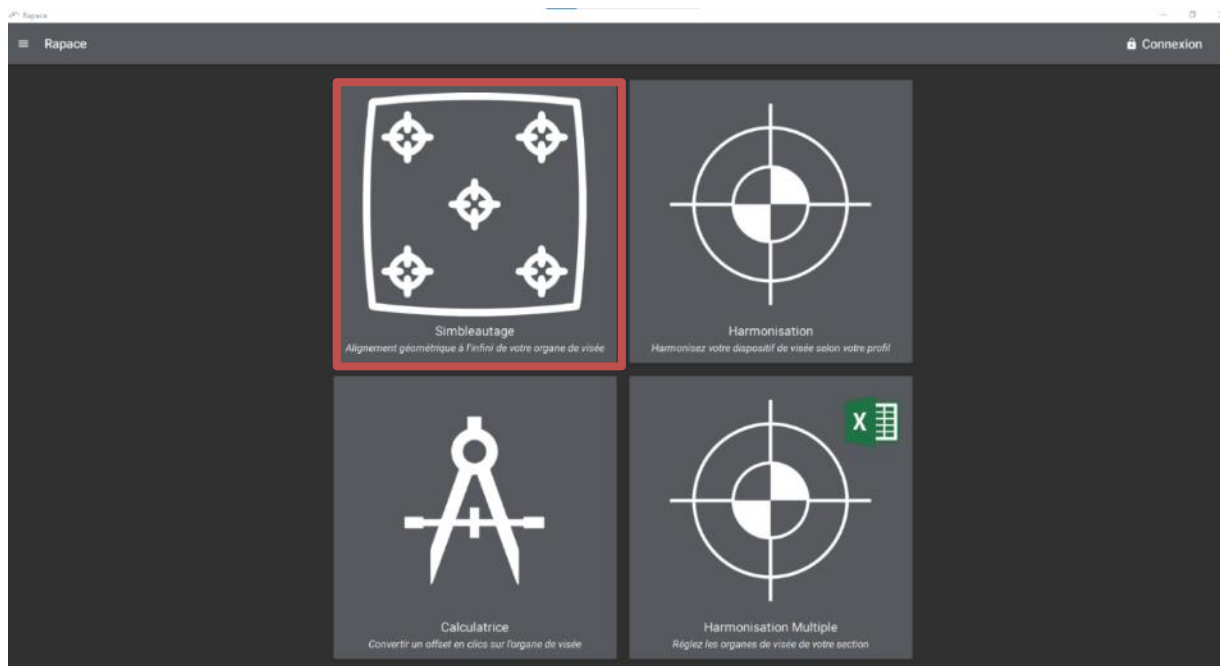 Rapace
Rapace
Connexion
Simbleautage
Alignement géométrique à l'infini de votre organe de visée
Harmonisation
Harmonisez votre dispositif de visée selon votre profil
X
Calculatrice
Convertir un offset en clics sur l'organe de visée
Harmonisation Multiple
Réglez les organes de visée de votre section